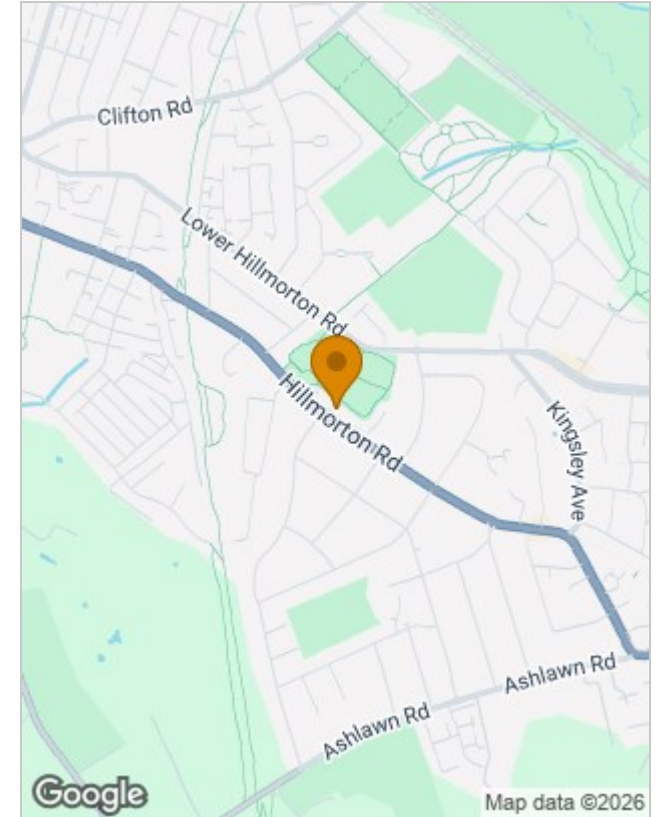 Clifton Rd
Lower Hillmorton Rd
Hillmorton Rd
Kingsley Ave
Ashlawn Rd
Ashlawn Rd
Google
Map data ©2026